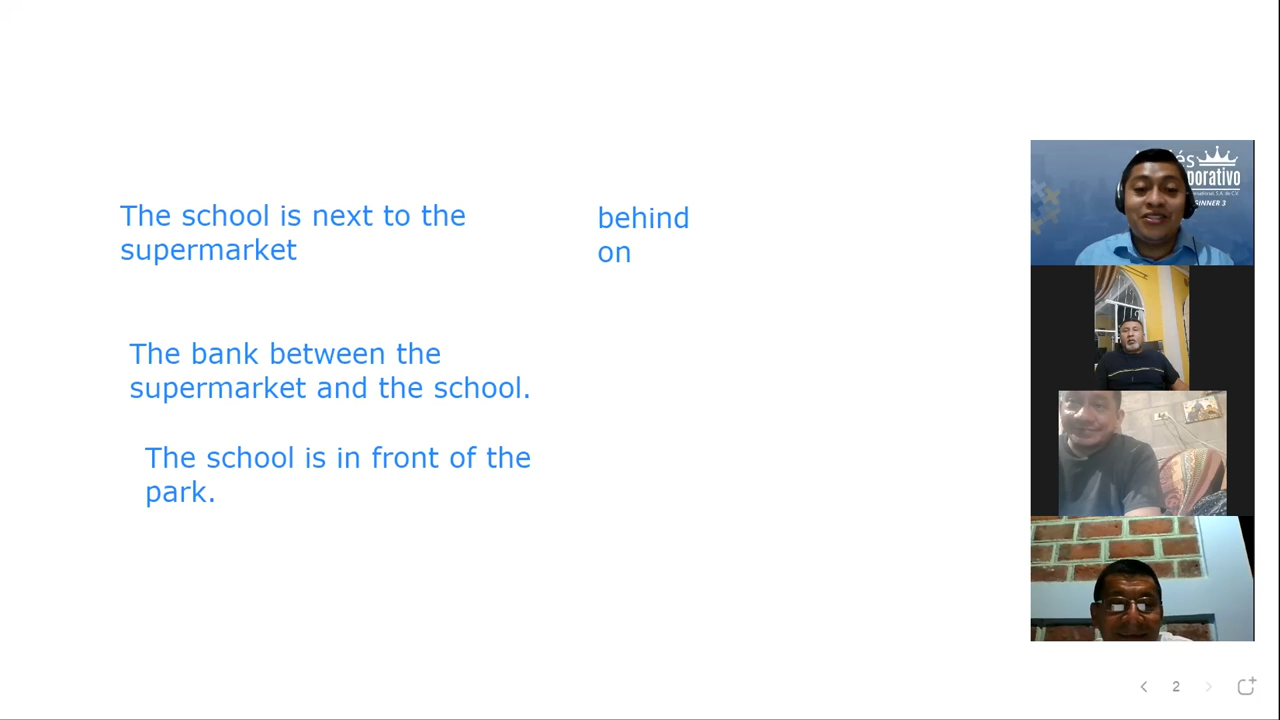 The school is next to the
supermarket
behind
on
The bank between the
supermarket and the school.
The school is in front of the
park.
2